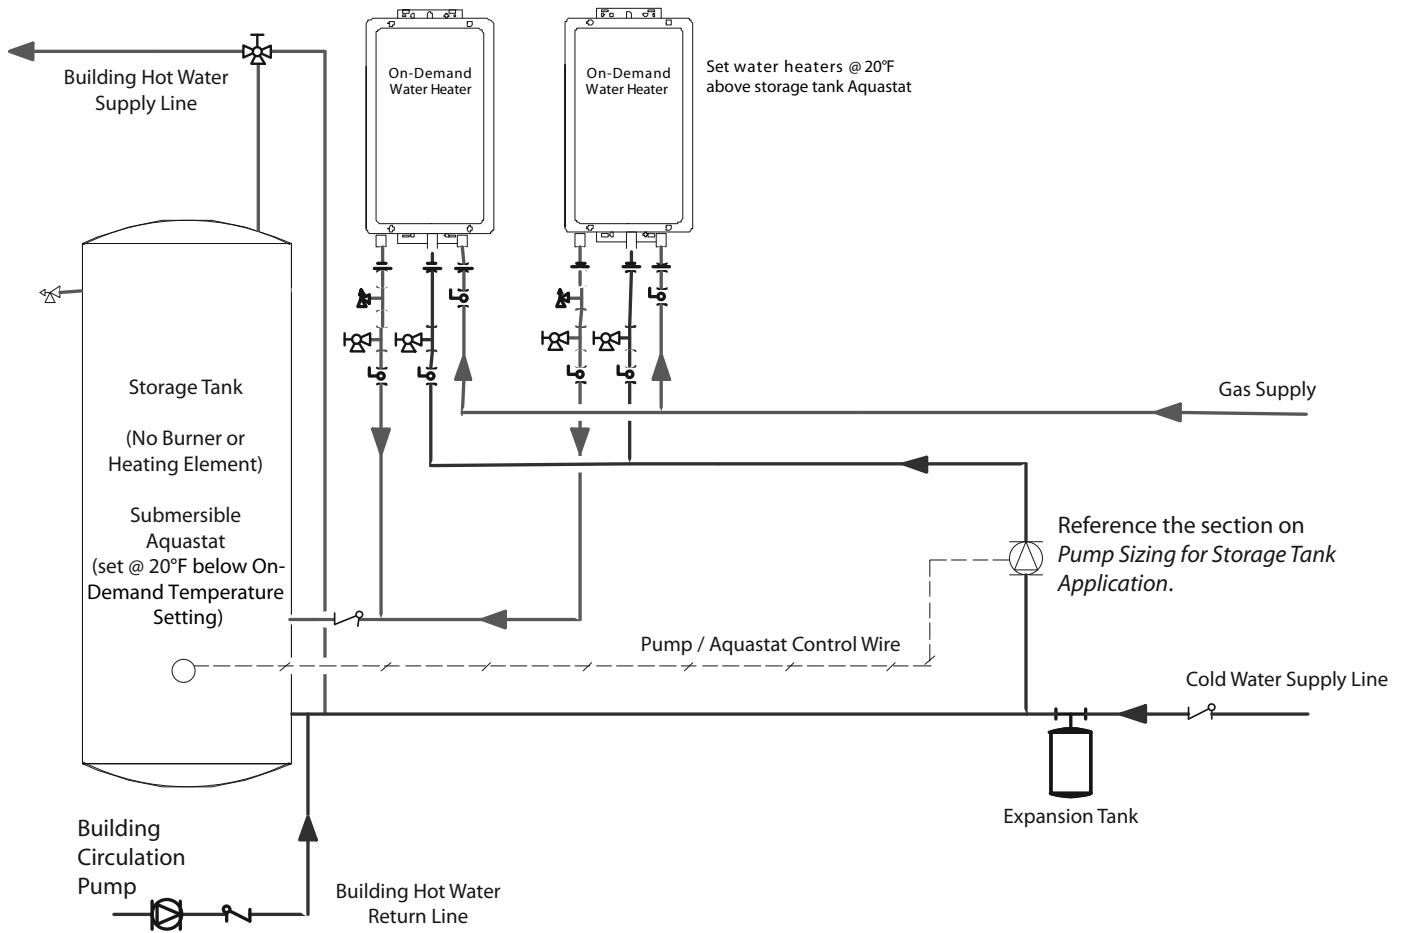 Building Hot Water
Supply Line
On-Demand
Water Heater
On-Demand
Water Heater
Set water heaters @ 20°F
above storage tank Aquastat
Storage Tank
(No Burner or
Heating Element)
Submersible
Aquastat
(set @ 20°F below On-
Demand Temperature
Setting)
Gas Supply
Reference the section on
Pump Sizing for Storage Tank
Application.
Pump / Aquastat Control Wire
Cold Water Supply Line
Expansion Tank
Building
Circulation
Pump
Building Hot Water
Return Line